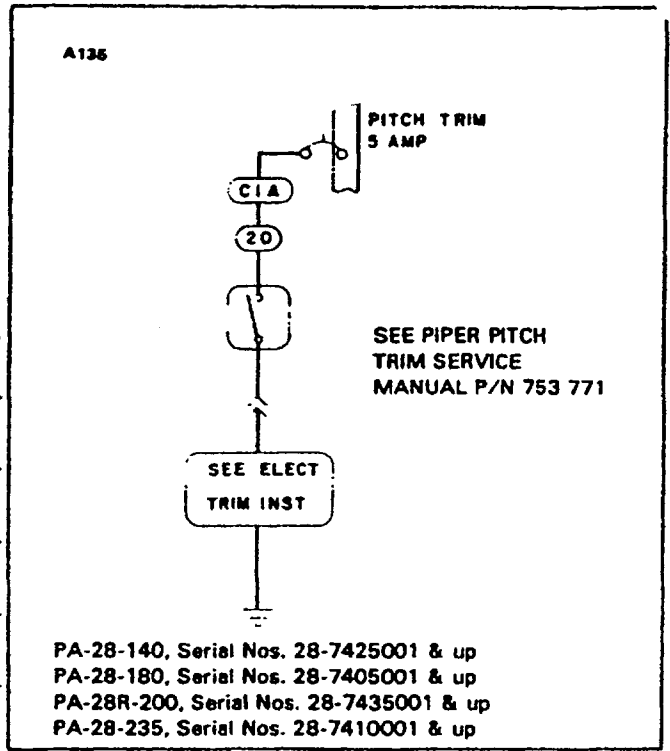 A135
PITCH TRIM
5 AMP
C1A
20
SEE PIPER PITCH
TRIM SERVICE
MANUAL P/N 753 771
SEE ELECT
TRIM INST
PA-28-140, Serial Nos. 28-7425001 & up
PA-28-180, Serial Nos. 28-7405001 & up
PA-28R-200, Serial Nos. 28-7435001 & up
PA-28-235, Serial Nos. 28-7410001 & up